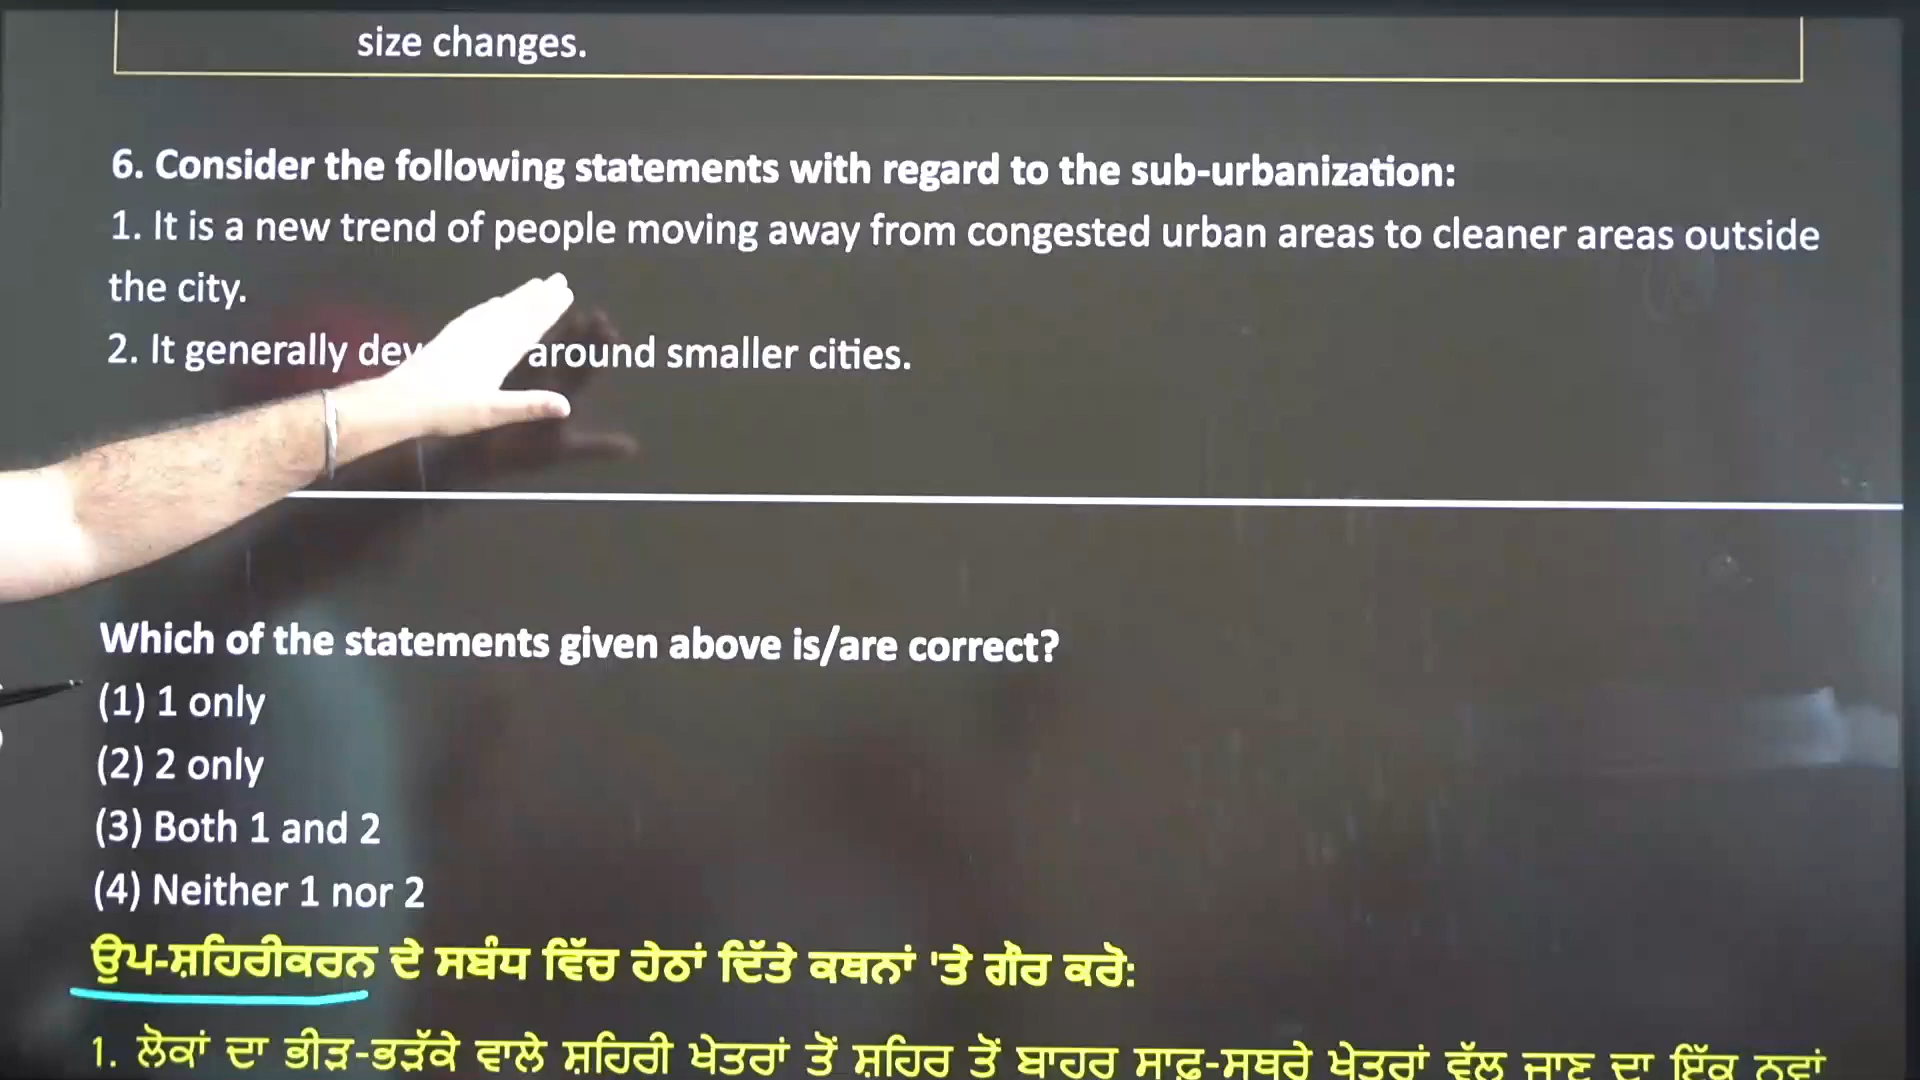 size changes.
6. Consider the following statements with regard to the sub-urbanization:
1. It is a new trend of people moving away from congested urban areas to cleaner areas outside
the city.
2. It generally around smaller cities.
Which of the statements given above is/are correct?
(1) 1 only
(2) 2 only
(3) Both 1 and 2
(4) Neither 1 nor 2
ਉਪ-ਸ਼ਹਿਰੀਕਰਨ ਦੇ ਸਬੰਧ ਵਿੱਚ ਹੇਠਾਂ ਦਿੱਤੇ ਕਥਨਾਂ 'ਤੇ ਗੌਰ ਕਰੋ:
1. ਲੋਕਾਂ ਦਾ ਭੀੜ-ਭੜੱਕੇ ਵਾਲੇ ਸ਼ਹਿਰੀ ਖੇਤਰਾਂ ਤੋਂ ਸ਼ਹਿਰ ਤੋਂ ਬਾਹਰ ਸਾਫ਼-ਸਥਰੇ ਖੇਤਰਾਂ ਵੱਲ ਜਾਣ ਦਾ ਇੱਕ ਨਵਾਂ